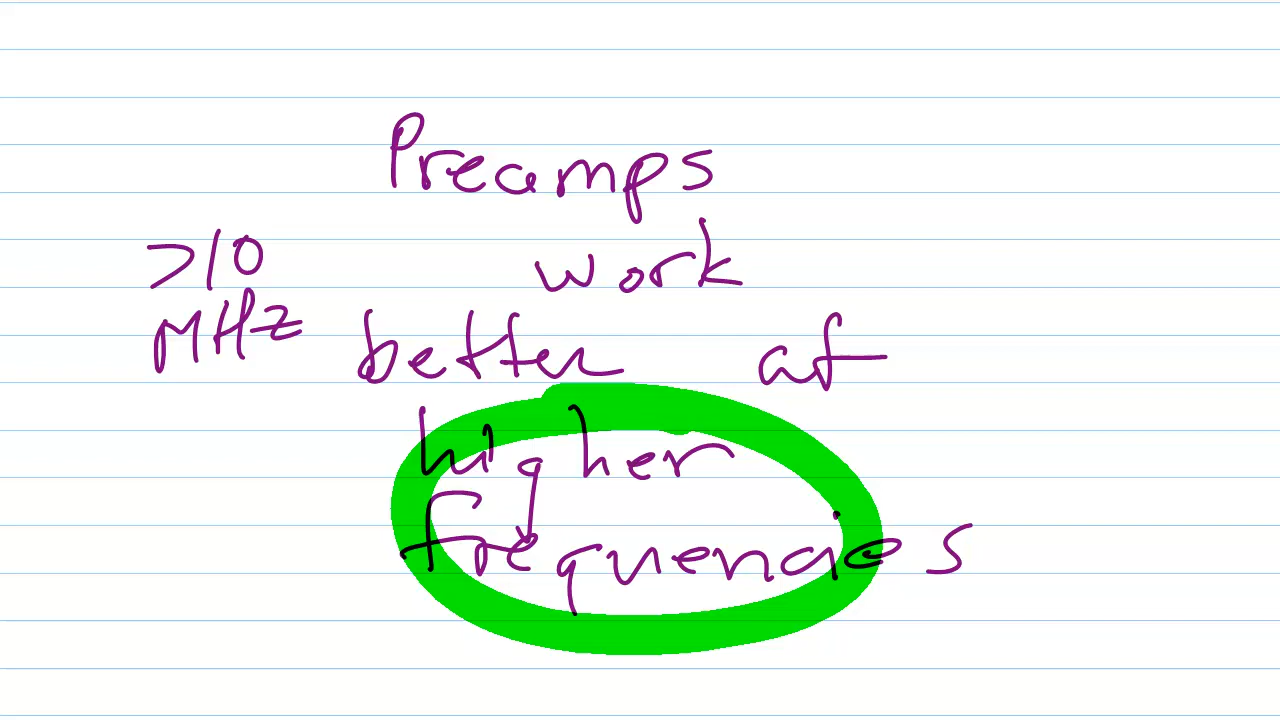 Preamps
work
better at
higher
frequencies
>10
MHz